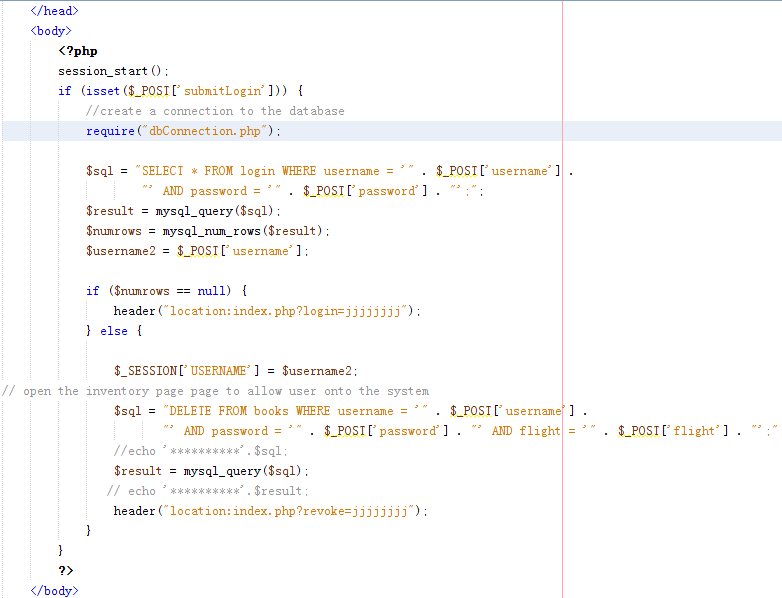 </head>
<body>
<?php
session_start();
if (isset($_POST['submitLogin'])) {
//create a connection to the database
require("dbConnection.php");
$sql = "SELECT * FROM login WHERE username = '" . $_POST['username'] .
"' AND password = '" . $_POST['password'] . "';";
$result = mysql_query($sql);
$numrows = mysql_num_rows($result);
$username2 = $_POST['username'];
if ($numrows == null) {
header("location:index.php?login=jjjjjjjj");
} else {
$_SESSION['USERNAME'] = $username2;
// open the inventory page page to allow user onto the system
$sql = "DELETE FROM books WHERE username = '" . $_POST['username'] .
"' AND password = '" . $_POST['password'] . "' AND flight = '" . $_POST['flight'] . "';"
//echo '**********'.$sql;
$result = mysql_query($sql);
// echo '**********'.$result;
header("location:index.php?revoke=jjjjjjjj");
}
}
?>
</body>